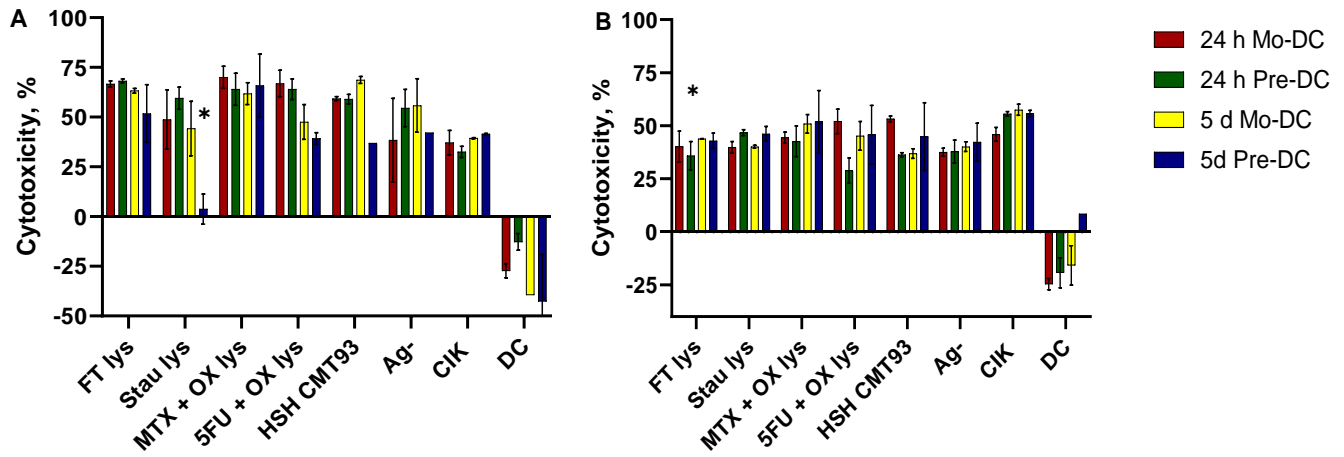 A
Cytotoxicity, %
100
75
50
25
0
-25
-50
*
FT lys
Stau lys
MTX + OX lys
5FU + OX lys
HSH CMT93
Ag-
CIK
DC
B
Cytotoxicity, %
100
75
50
25
0
-25
*
FT lys
Stau lys
MTX + OX lys
5FU + OX lys
HSH CMT93
Ag-
CIK
DC
24 h Mo-DC
24 h Pre-DC
5 d Mo-DC
5d Pre-DC